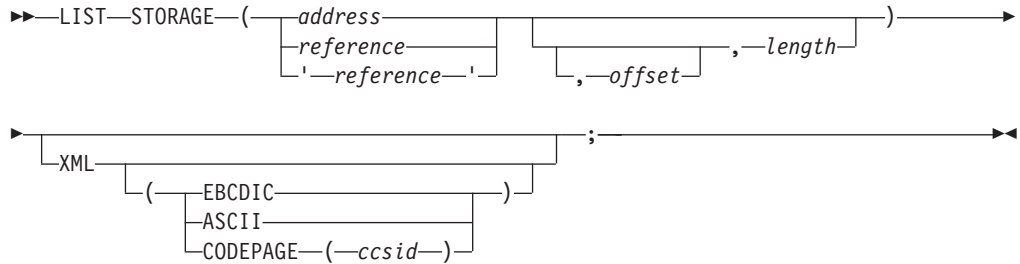 LIST STORAGE ( address )
reference , length
' reference ' , offset
;
XML
( EBCDIC )
ASCII
CODEPAGE ( ccsid )